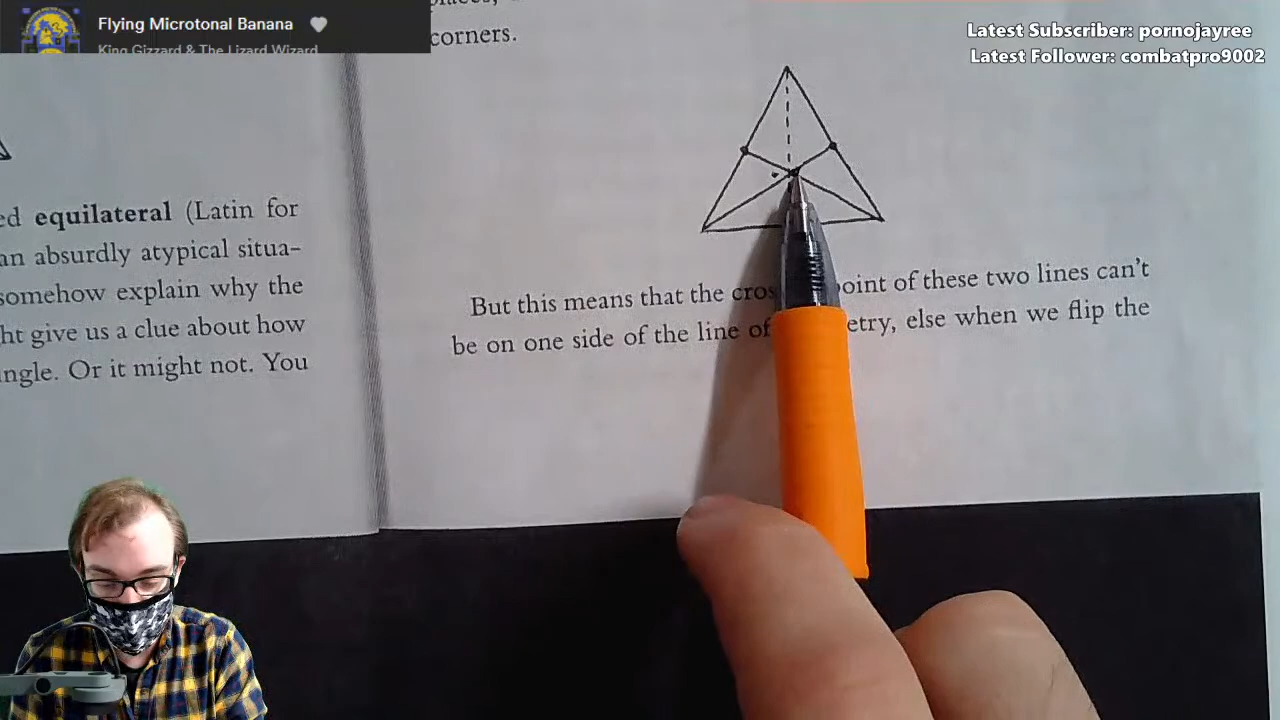 Flying Microtonal Banana
King Gizzard & The Lizard Wizard
Latest Subscriber: pornojayree
Latest Follower: combatpro9002
corners.
ed equilateral (Latin for
an absurdly atypical situa-
somehow explain why the
ht give us a clue about how
ngle. Or it might not. You
But this means that the cros oint of these two lines can't
be on one side of the line of etry, else when we flip the